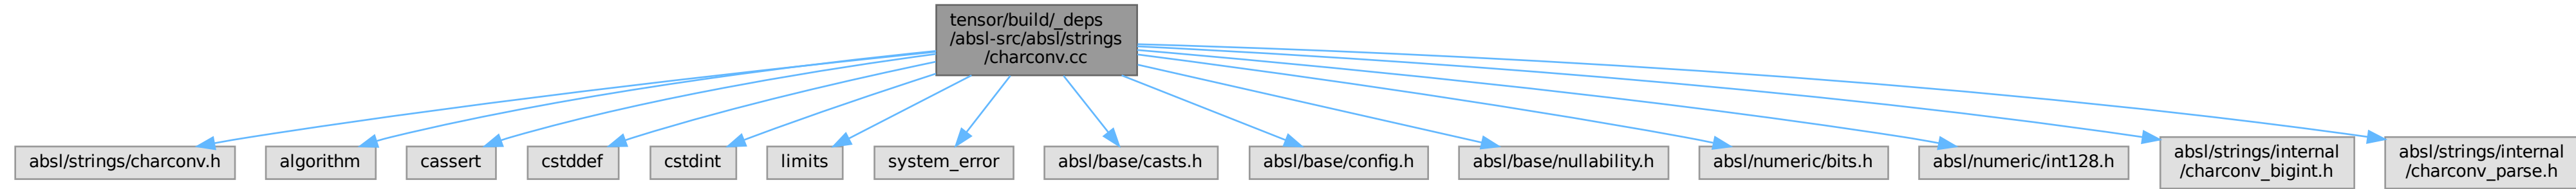 tensor/build/_deps
/absl-src/absl/strings
/charconv.cc
absl/strings/charconv.h
algorithm
cassert
cstddef
cstdint
limits
system_error
absl/base/casts.h
absl/base/config.h
absl/base/nullability.h
absl/numeric/bits.h
absl/numeric/int128.h
absl/strings/internal
/charconv_bigint.h
absl/strings/internal
/charconv_parse.h